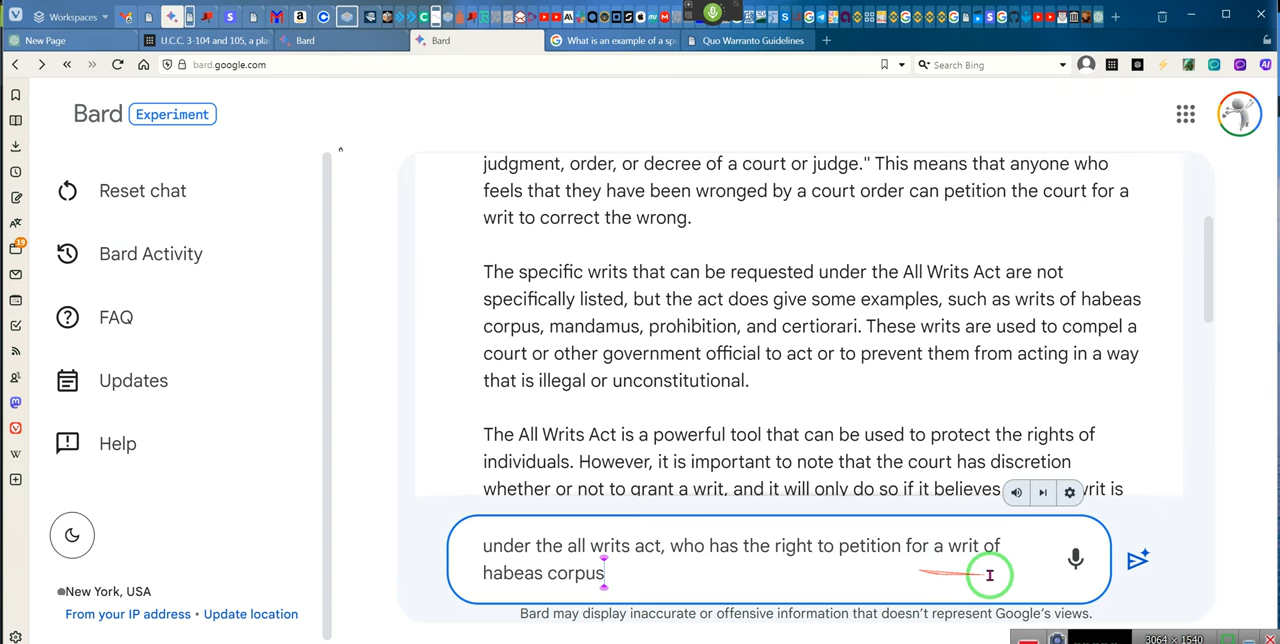 Workspaces
New Page
U.C.C. 3-104 and 105, a pla
Bard
Bard
What is an example of a sp
Quo Warranto Guidelines
bard.google.com
Search Bing
Bard Experiment
Reset chat
Bard Activity
FAQ
Updates
Help
19
judgment, order, or decree of a court or judge." This means that anyone who
feels that they have been wronged by a court order can petition the court for a
writ to correct the wrong.
The specific writs that can be requested under the All Writs Act are not
specifically listed, but the act does give some examples, such as writs of habeas
corpus, mandamus, prohibition, and certiorari. These writs are used to compel a
court or other government official to act or to prevent them from acting in a way
that is illegal or unconstitutional.
The All Writs Act is a powerful tool that can be used to protect the rights of
individuals. However, it is important to note that the court has discretion
whether or not to grant a writ, and it will only do so if it believes writ is
under the all writs act, who has the right to petition for a writ of
habeas corpus
New York, USA
From your IP address • Update location
Bard may display inaccurate or offensive information that doesn't represent Google's views.
3064 × 1540